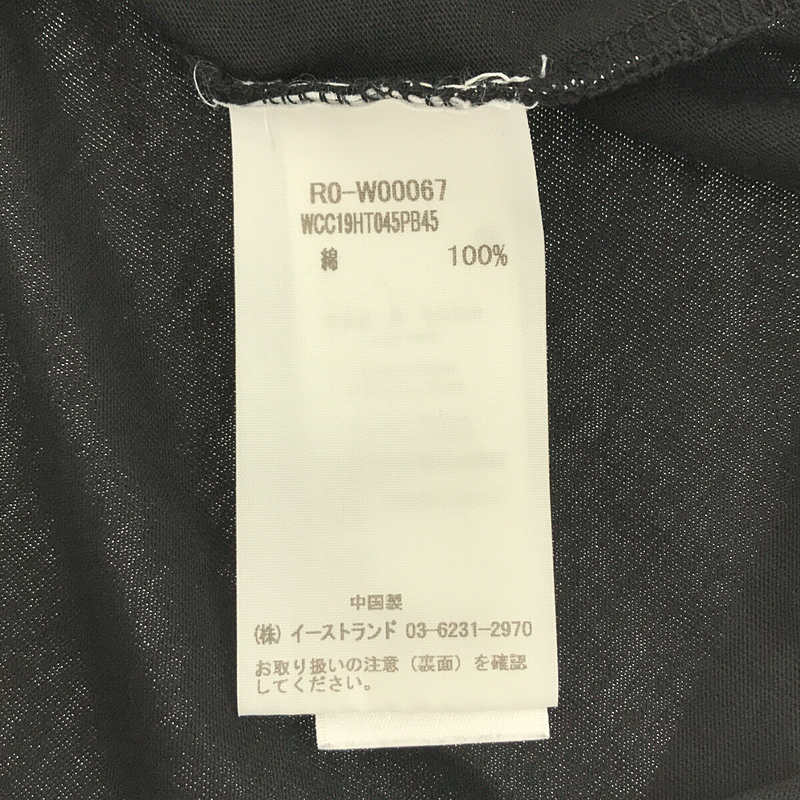 R0-W00067
WCC19HT045PB45
綿 100%
中国製
(株) イーストランド 03-6231-2970
お取り扱いの注意 (裏面) を確認
してください。